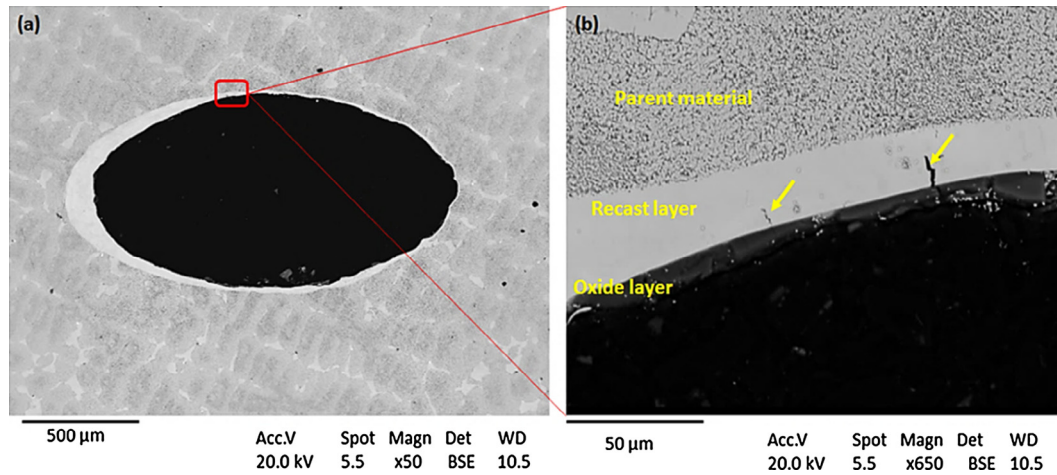 (a)
(b)
Parent material
Recast layer
Oxide layer
500 µm
Acc.V Spot Magn Det WD
20.0 kV 5.5 x50 BSE 10.5
50 µm
Acc.V Spot Magn Det WD
20.0 kV 5.5 x650 BSE 10.5